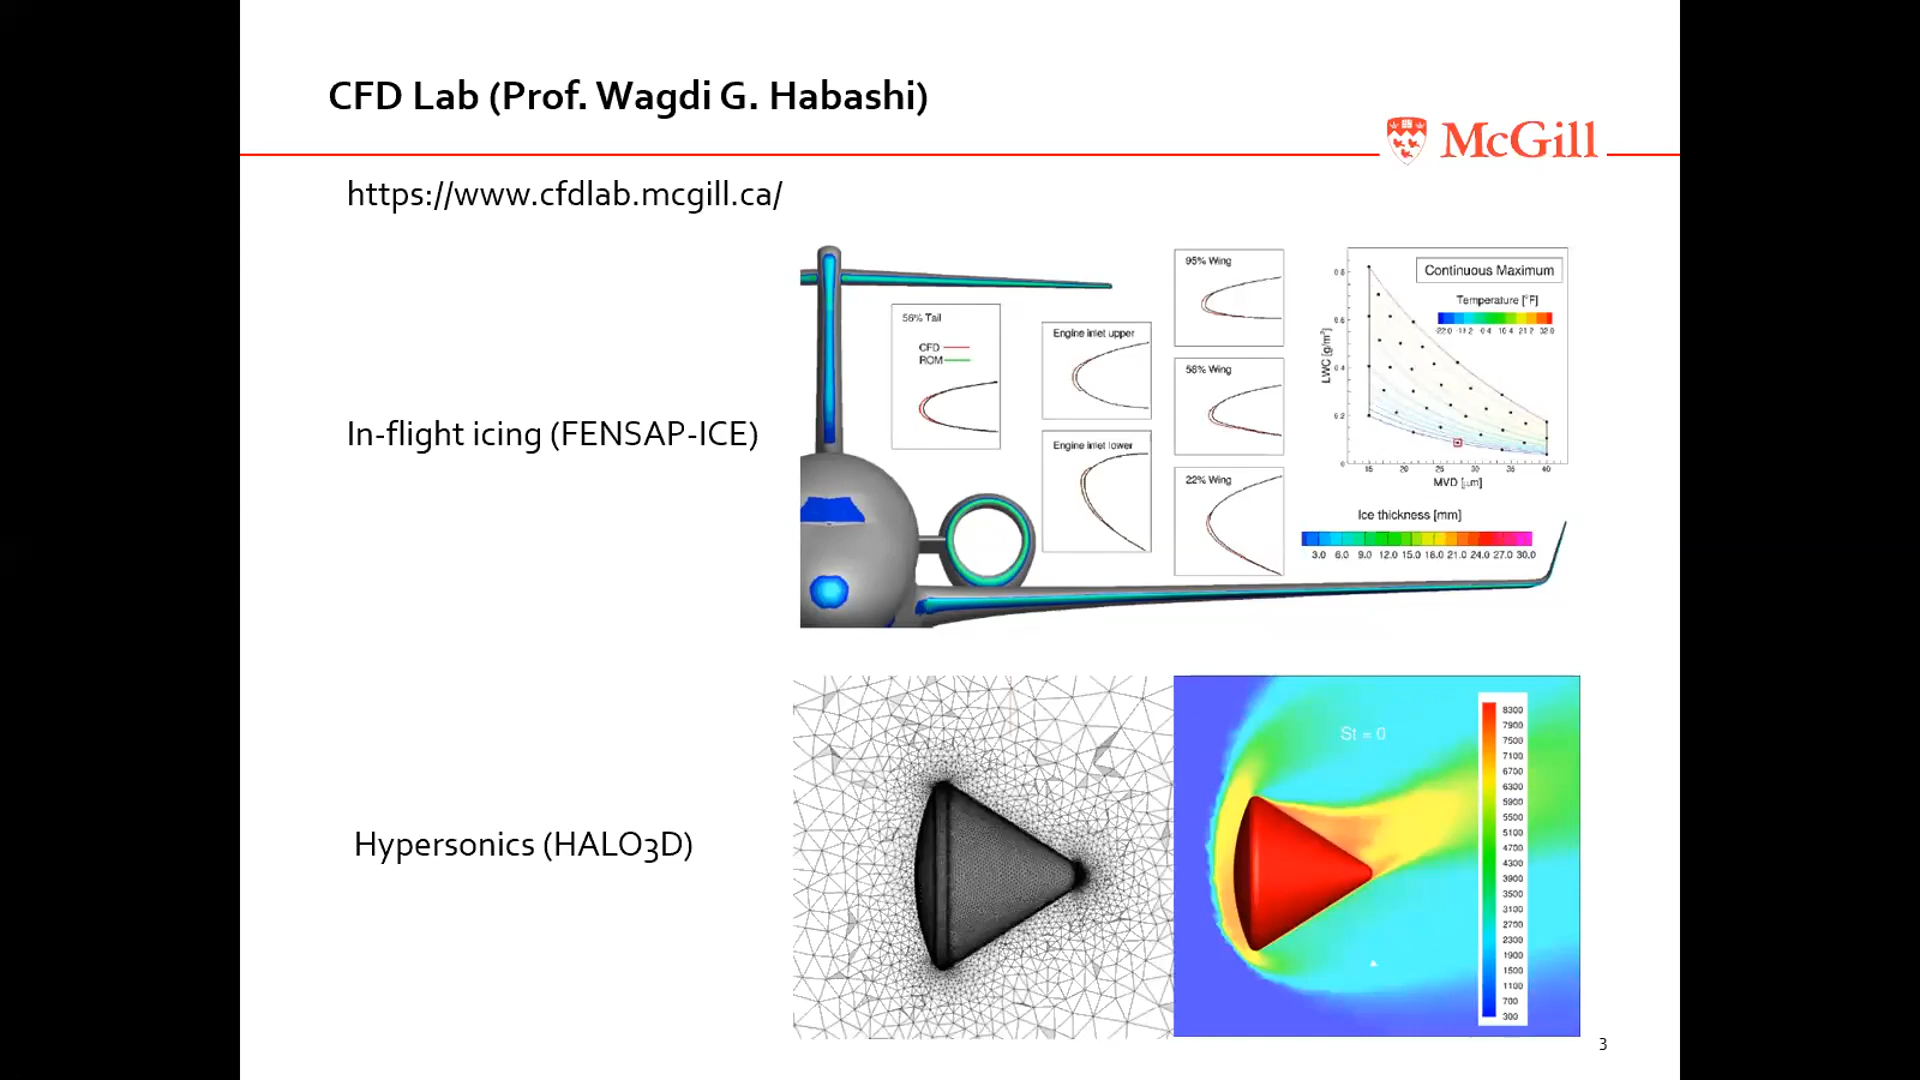 CFD Lab (Prof. Wagdi G. Habashi)
McGill
https://www.cfdlab.mcgill.ca/
In-flight icing (FENSAP-ICE)
56% Tail
CFD
ROM
Engine inlet upper
Engine inlet lower
95% Wing
58% Wing
22% Wing
Continuous Maximum
Temperature [°F]
-22.0 -11.2 -0.4 10.4 21.2 32.0
LWC [g/m³]
0.8
0.6
0.4
0.2
0
15 20 25 30 35 40
MVD [μm]
Ice thickness [mm]
3.0 6.0 9.0 12.0 15.0 18.0 21.0 24.0 27.0 30.0
Hypersonics (HALO3D)
St = 0
8300
7900
7500
7100
6700
6300
5900
5500
5100
4700
4300
3900
3500
3100
2700
2300
1900
1500
1100
700
300
3